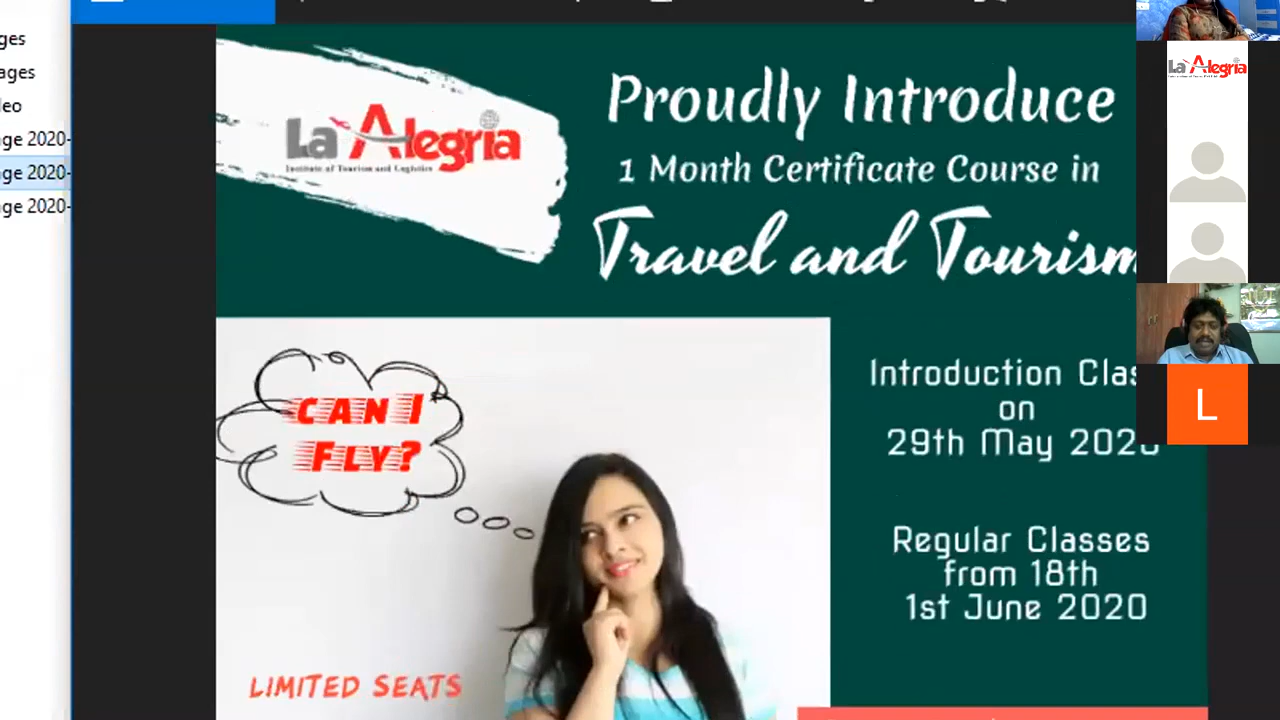 ges
ages
deo
ge 2020-
ge 2020-
ge 2020-
La Alegria
Institute of Tourism and Logistics
Proudly Introduce
1 Month Certificate Course in
Travel and Tourism
CAN I
FLY?
LIMITED SEATS
Introduction Clas
on
29th May 2020
Regular Classes
from 18th
1st June 2020
La Alegria
L